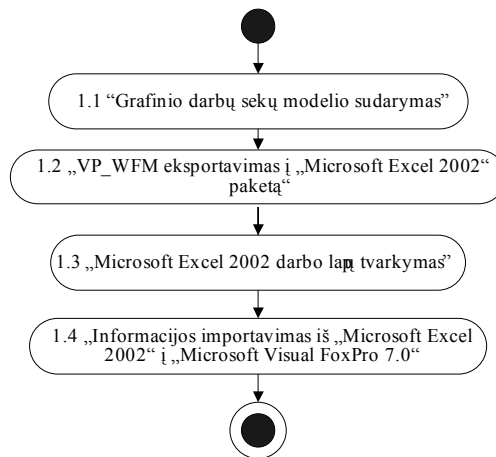 1.1 “Grafinio darbų sekų modelio sudarymas”
1.2 „VP_WFM eksportavimas į „Microsoft Excel 2002“
paketą“
1.3 „Microsoft Excel 2002 darbo lapų tvarkymas”
1.4 „Informacijos importavimas iš „Microsoft Excel
2002“ į „Microsoft Visual FoxPro 7.0“